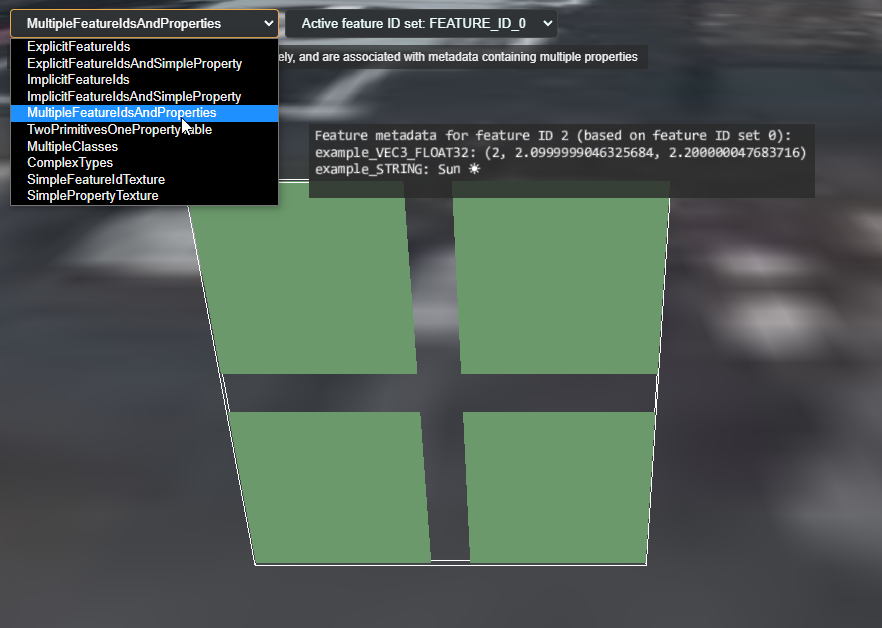 MultipleFeatureIdsAndProperties
Active feature ID set: FEATURE_ID_0
ExplicitFeatureIds
ExplicitFeatureIdsAndSimpleProperty
ImplicitFeatureIds
ImplicitFeatureIdsAndSimpleProperty
MultipleFeatureIdsAndProperties
TwoPrimitivesOnePropertyTable
MultipleClasses
ComplexTypes
SimpleFeatureIdTexture
SimplePropertyTexture
ely, and are associated with metadata containing multiple properties
Feature metadata for feature ID 2 (based on feature ID set 0):
example_VEC3_FLOAT32: (2, 2.0999999046325684, 2.200000047683716)
example_STRING: Sun ☀